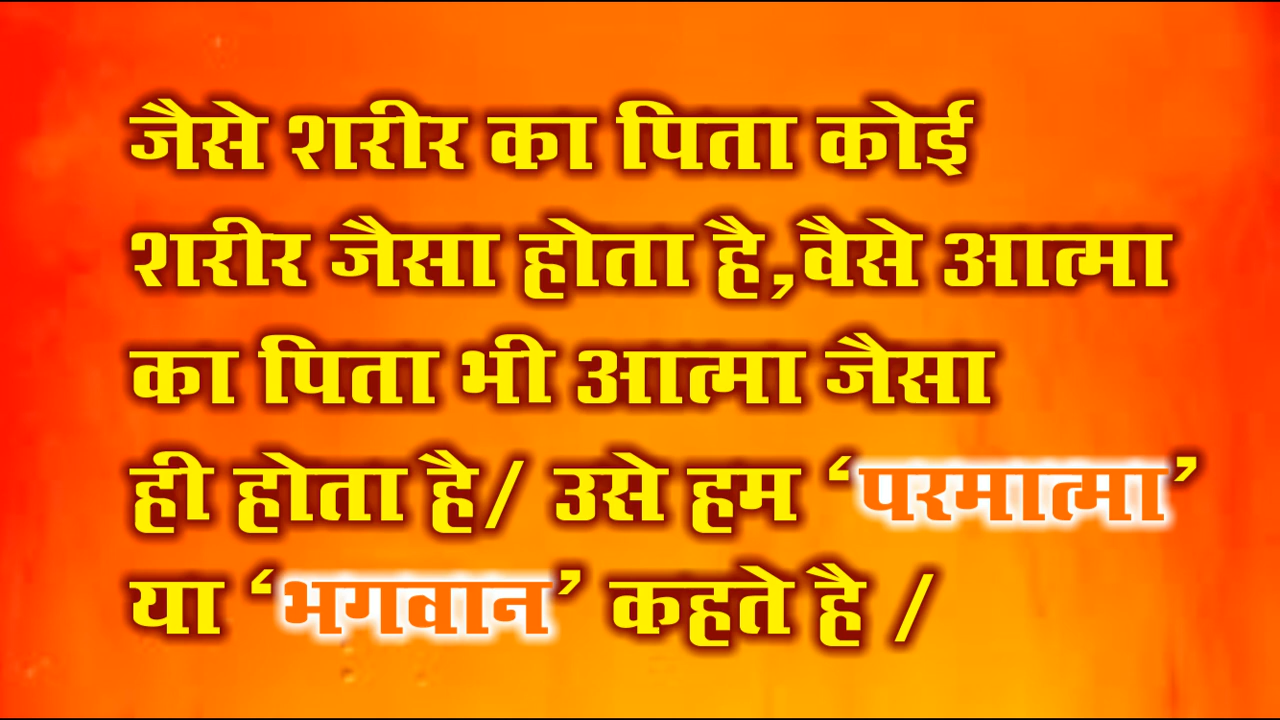 जैसे शरीर का पिता कोई
शरीर जैसा होता है,वैसे आत्मा
का पिता भी आत्मा जैसा
ही होता है/ उसे हम ‘परमात्मा’
या ‘भगवान’ कहते है /